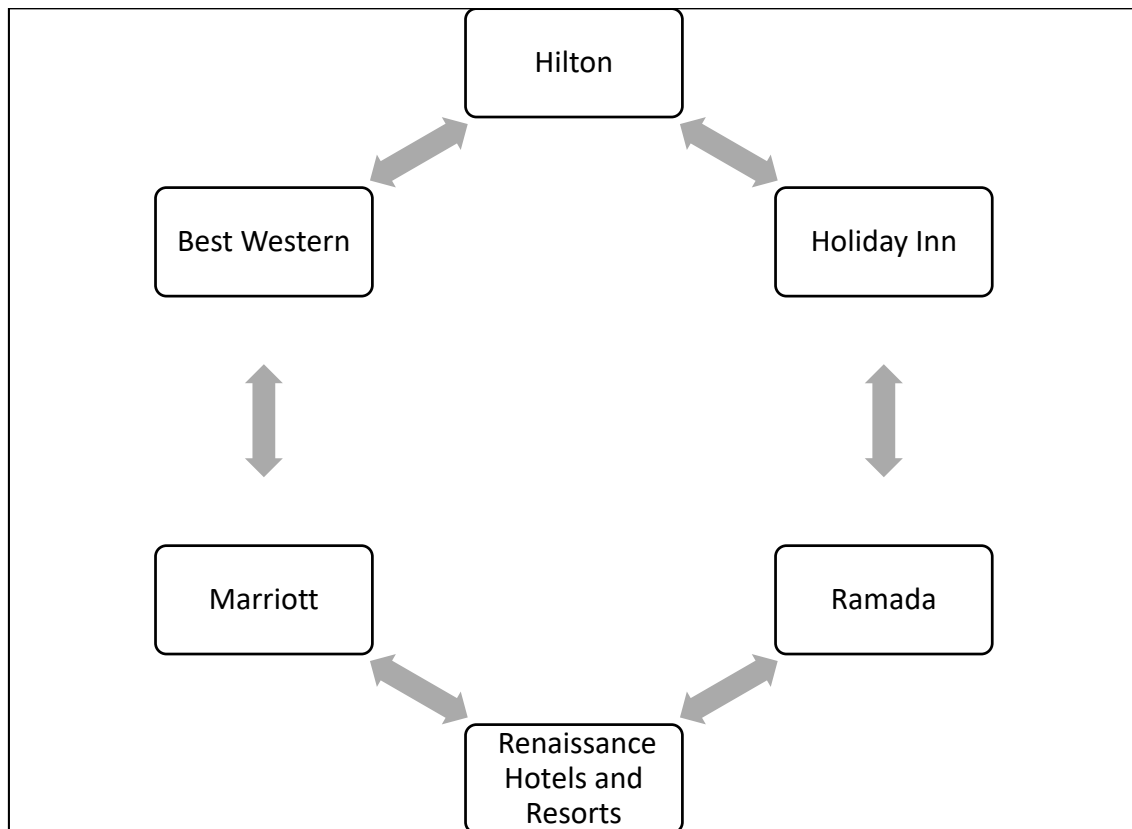 Hilton
Best Western
Holiday Inn
Marriott
Ramada
Renaissance
Hotels and
Resorts